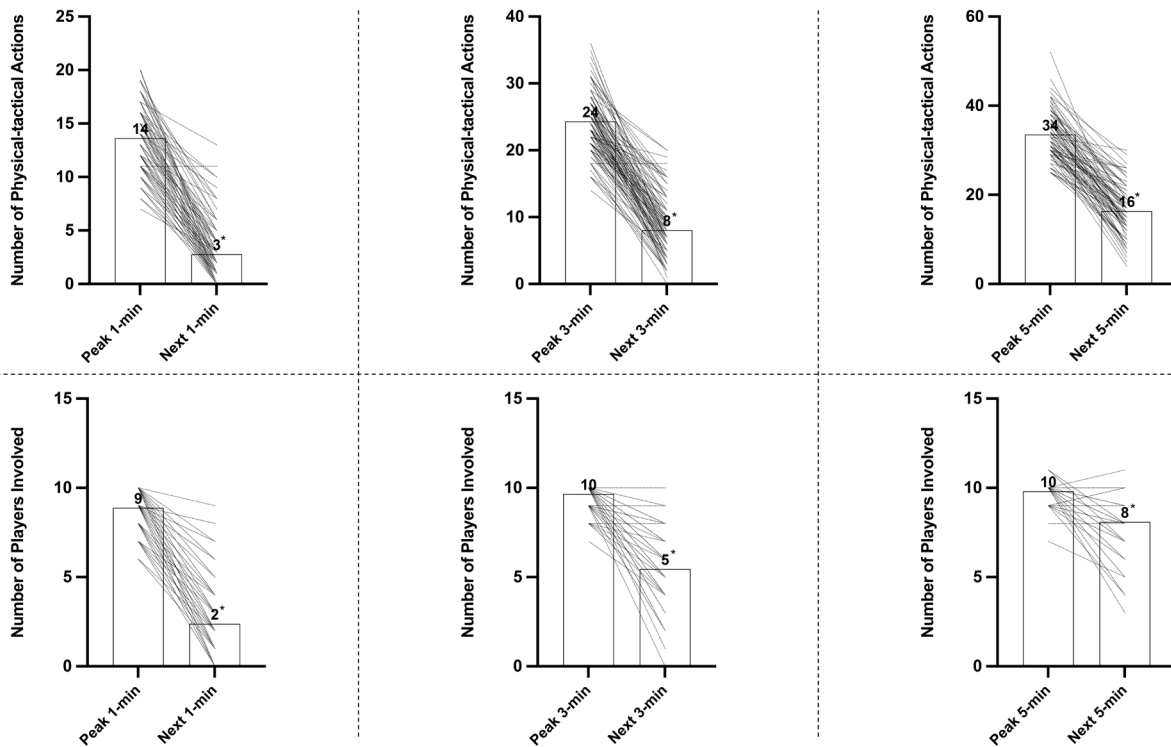 Number of Physical-tactical Actions
25
20
15
10
5
0
14
3*
Peak 1-min
Next 1-min
Number of Physical-tactical Actions
40
30
20
10
0
24
8*
Peak 3-min
Next 3-min
Number of Physical-tactical Actions
60
40
20
0
34
16*
Peak 5-min
Next 5-min
Number of Players Involved
15
10
5
0
9
2*
Peak 1-min
Next 1-min
Number of Players Involved
15
10
5
0
10
5*
Peak 3-min
Next 3-min
Number of Players Involved
15
10
5
0
10
8*
Peak 5-min
Next 5-min